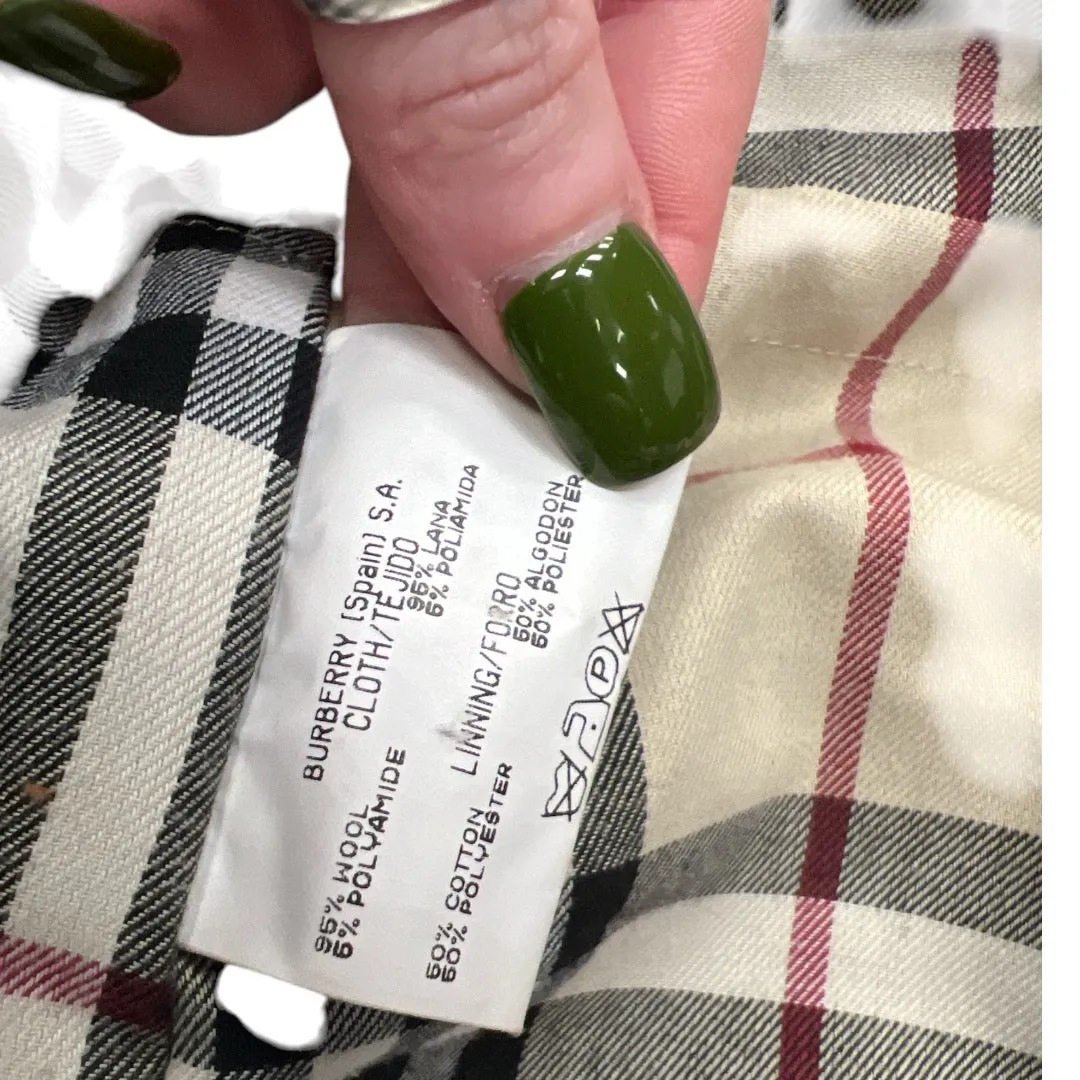 BURBERRY (Spain) S.A.
CLOTH/TEJIDO
95% WOOL 95% LANA
5% POLYAMIDE 5% POLIAMIDA
LINNING/FORRO
50% COTTON 50% ALGODON
50% POLYESTER 50% POLIESTER
P